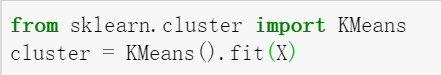 from sklearn.cluster import KMeans
cluster = KMeans().fit(X)